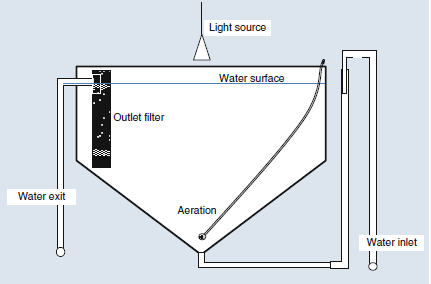 Light source
Water surface
Outlet filter
Water exit
Aeration
Water inlet